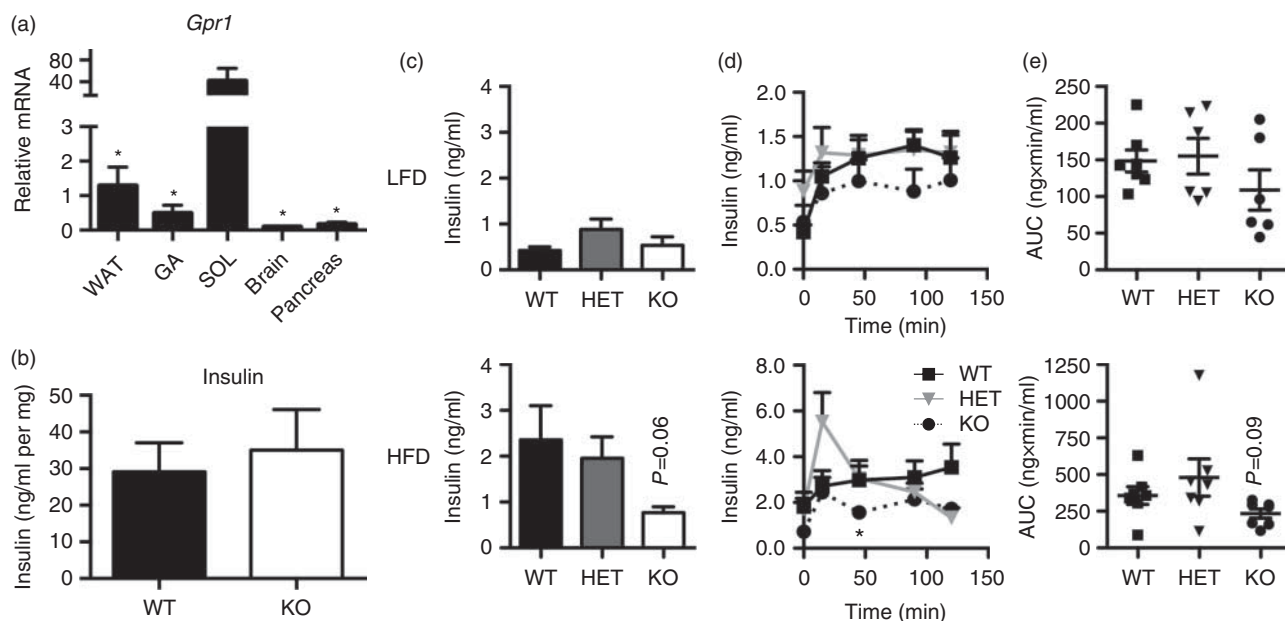 (a)
Gpr1
Relative mRNA
80
40
3
2
1
0
*
*
*
*
WAT
GA
SOL
Brain
Pancreas
(b)
Insulin
Insulin (ng/ml per mg)
50
40
30
20
10
0
WT
KO
(c)
LFD
Insulin (ng/ml)
4
3
2
1
0
WT
HET
KO
HFD
Insulin (ng/ml)
4
3
2
1
0
P=0.06
WT
HET
KO
(d)
Insulin (ng/ml)
2.0
1.5
1.0
0.5
0.0
0
50
100
150
Time (min)
Insulin (ng/ml)
8.0
6.0
4.0
2.0
0.0
WT
HET
KO
*
0
50
100
150
Time (min)
(e)
AUC (ng×min/ml)
250
200
150
100
50
0
WT
HET
KO
AUC (ng×min/ml)
1250
1000
750
500
250
0
P=0.09
WT
HET
KO